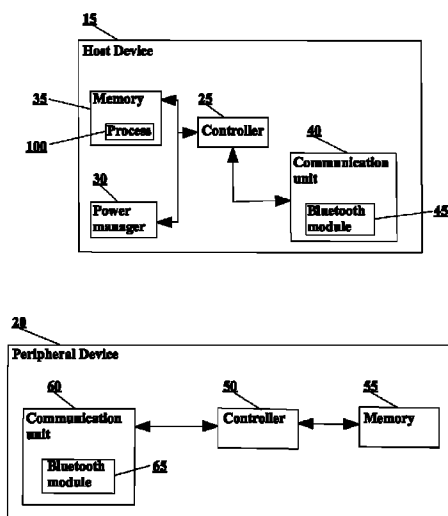 15
Host Device
35
Memory
25
100
Process
Controller
40
Communication
unit
30
Power
manager
Bluetooth
module
45
20
Peripheral Device
60
50
55
Communication
unit
Controller
Memory
Bluetooth
module
65